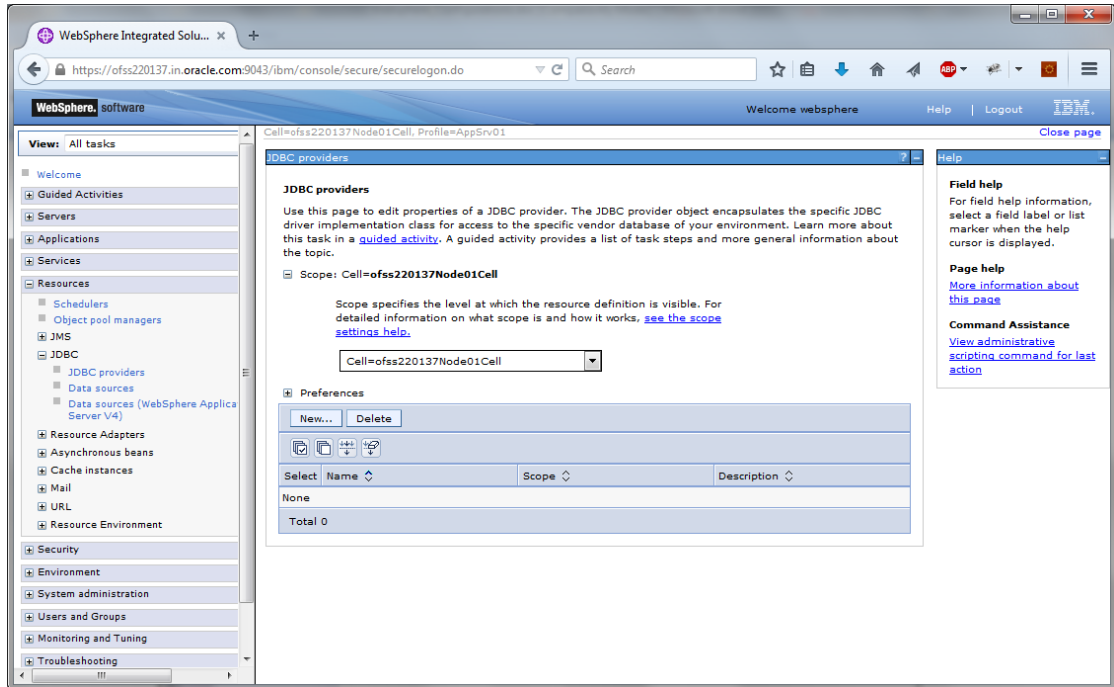 WebSphere Integrated Solu...
https://ofss220137.in.oracle.com:9043/ibm/console/secure/securelogon.do
Search
ABP
WebSphere. software
Welcome websphere
Help | Logout
IBM.
View: All tasks
Welcome
Guided Activities
Servers
Applications
Services
Resources
Schedulers
Object pool managers
JMS
JDBC
JDBC providers
Data sources
Data sources (WebSphere Applica
Server V4)
Resource Adapters
Asynchronous beans
Cache instances
Mail
URL
Resource Environment
Security
Environment
System administration
Users and Groups
Monitoring and Tuning
Troubleshooting
Cell=ofss220137Node01Cell, Profile=AppSrv01
Close page
JDBC providers
JDBC providers
Use this page to edit properties of a JDBC provider. The JDBC provider object encapsulates the specific JDBC
driver implementation class for access to the specific vendor database of your environment. Learn more about
this task in a guided activity. A guided activity provides a list of task steps and more general information about
the topic.
Scope: Cell=ofss220137Node01Cell
Scope specifies the level at which the resource definition is visible. For
detailed information on what scope is and how it works, see the scope
settings help.
Cell=ofss220137Node01Cell
Preferences
New... Delete
Select Name Scope Description
None
Total 0
Help
Field help
For field help information,
select a field label or list
marker when the help
cursor is displayed.
Page help
More information about
this page
Command Assistance
View administrative
scripting command for last
action